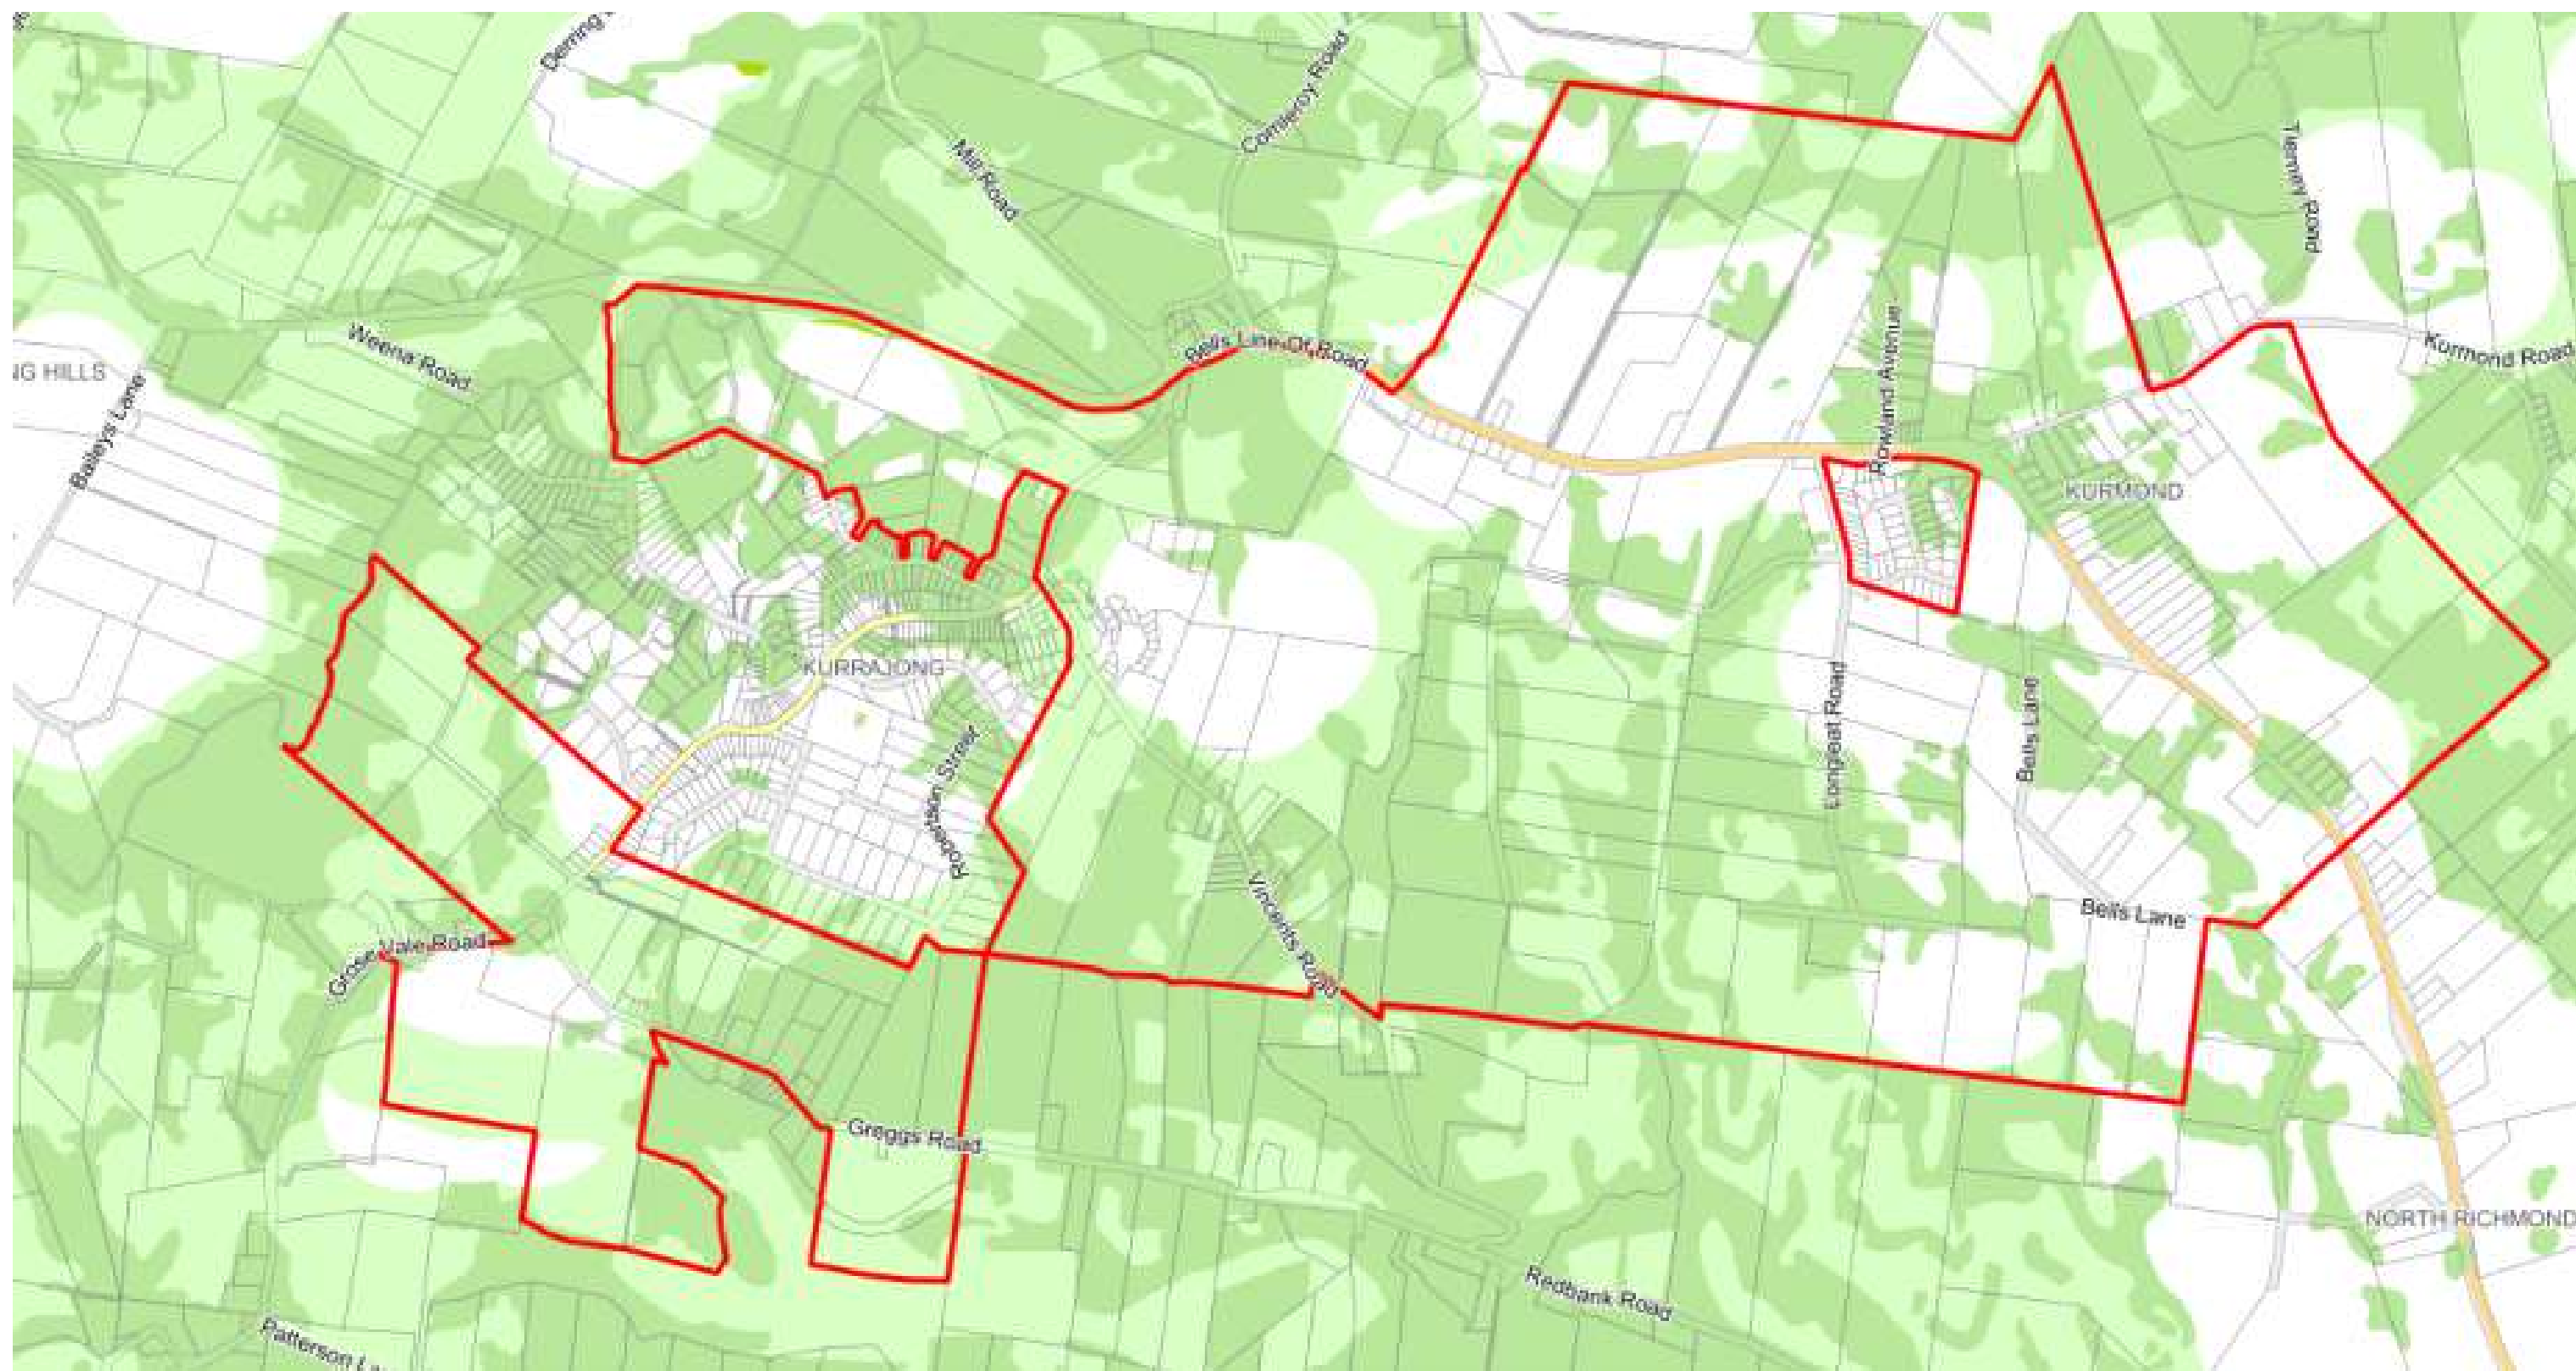 Comleroy Road
Mill Road
Tierney Road
Weena Road
NG HILLS
Baileys Lane
Bells Line Of Road
Rowland Avenue
Kurmond Road
KURMOND
KURRAJONG
Longleat Road
Bells Lane
Robertson Street
Bells Lane
Vincents Road
Grose Vale Road
Greggs Road
NORTH RICHMOND
Redbank Road
Patterson